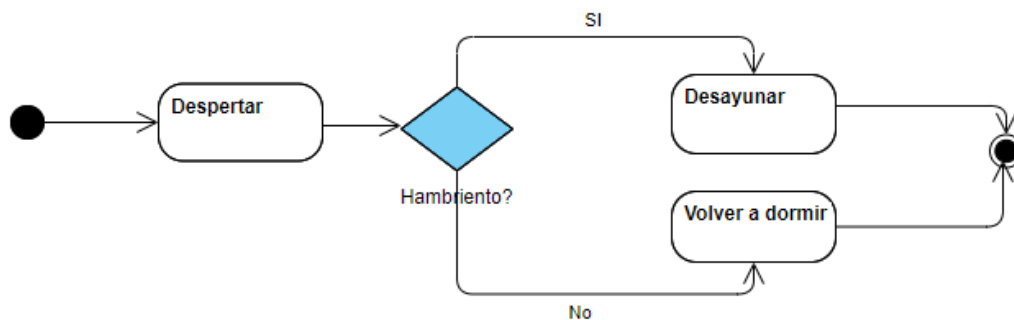 SI
Despertar
Desayunar
Hambriento?
Volver a dormir
No